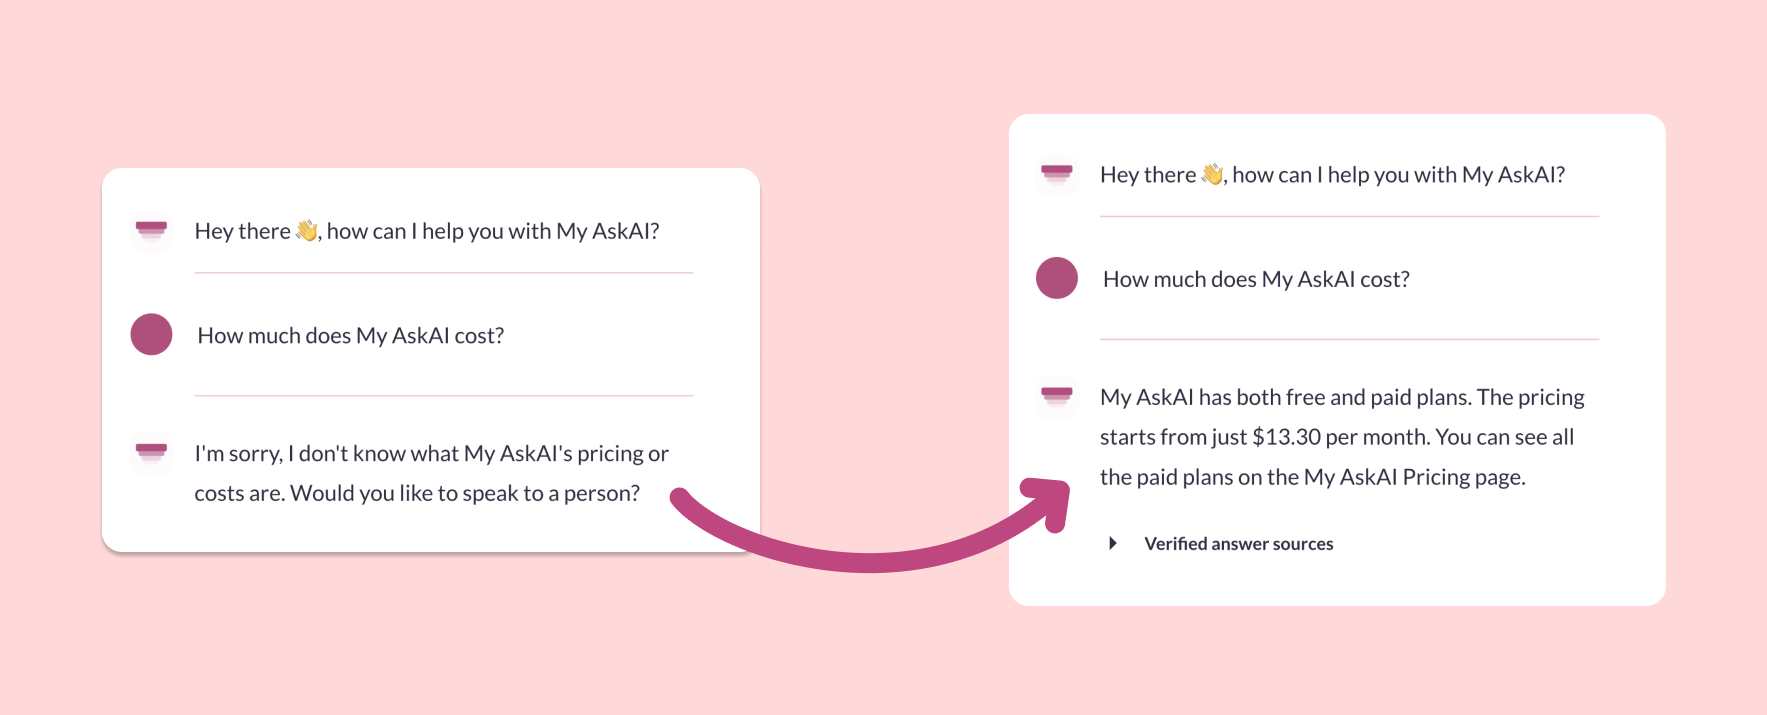 Hey there 👋, how can I help you with My AskAI?
How much does My AskAI cost?
I'm sorry, I don't know what My AskAI's pricing or
costs are. Would you like to speak to a person?
Hey there 👋, how can I help you with My AskAI?
How much does My AskAI cost?
My AskAI has both free and paid plans. The pricing
starts from just $13.30 per month. You can see all
the paid plans on the My AskAI Pricing page.
Verified answer sources